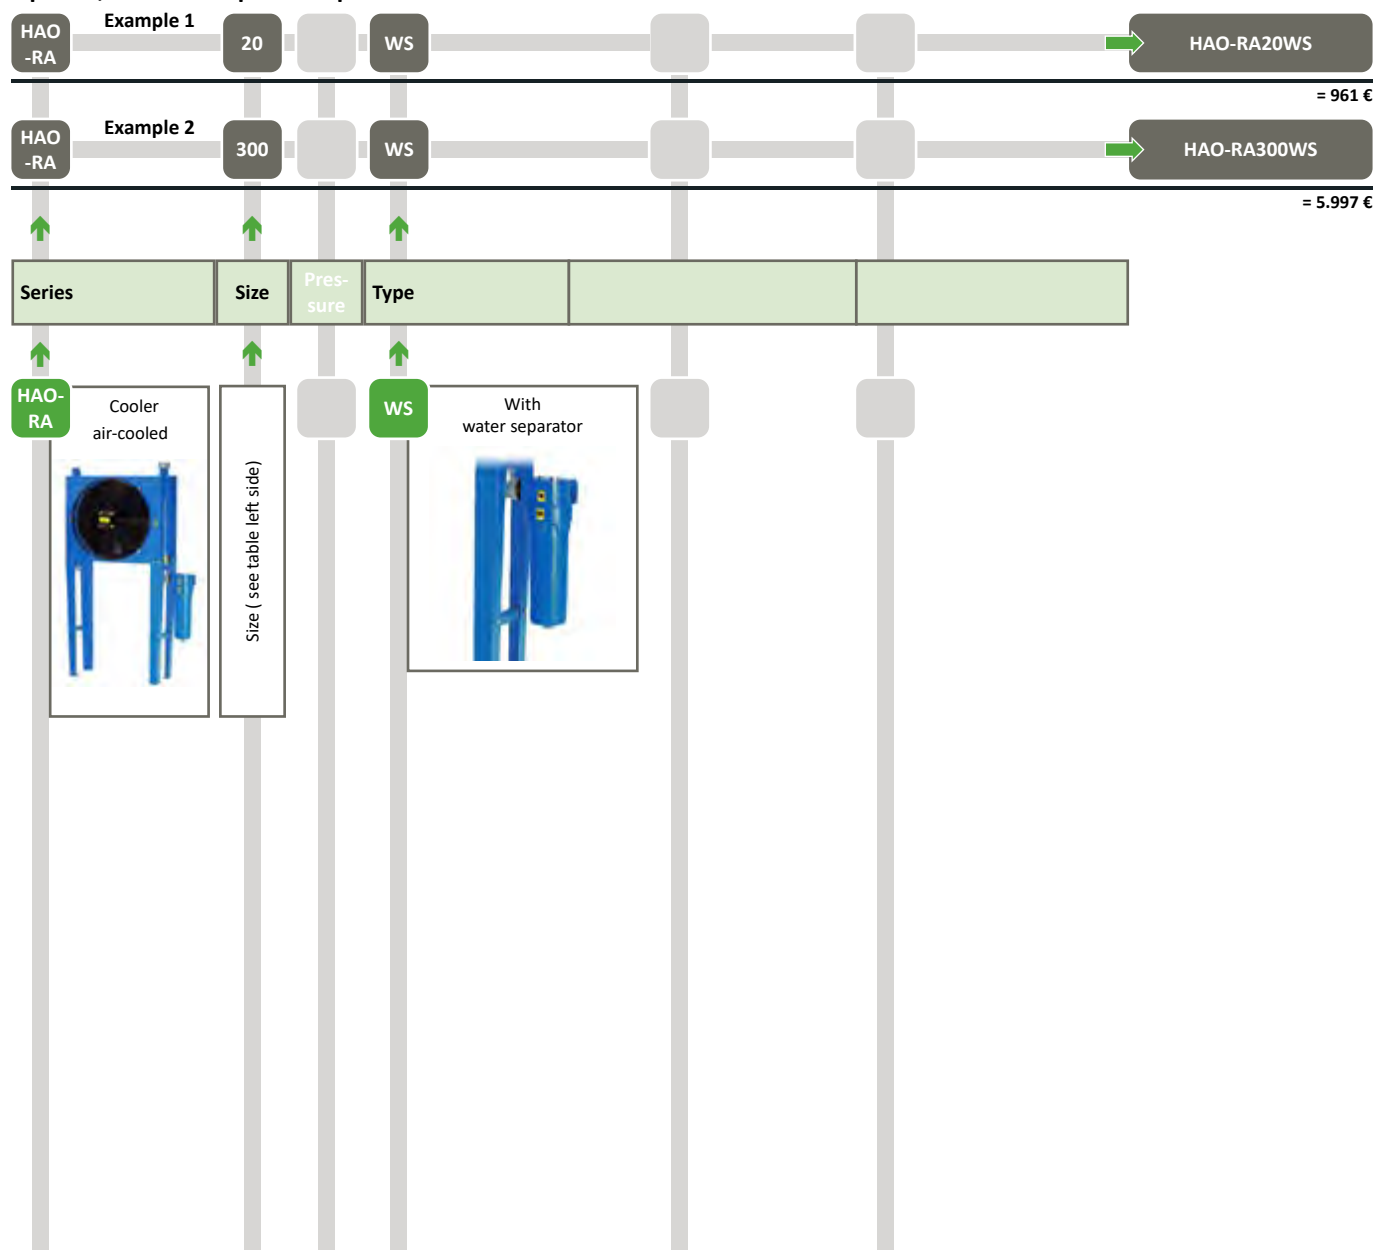 Example 1
HAO
-RA
20
WS
HAO-RA20WS
= 961 €
Example 2
HAO
-RA
300
WS
HAO-RA300WS
= 5.997 €
Series
Size
Pres-
sure
Type
HAO-
RA
Cooler
air-cooled
Size ( see table left side)
WS
With
water separator